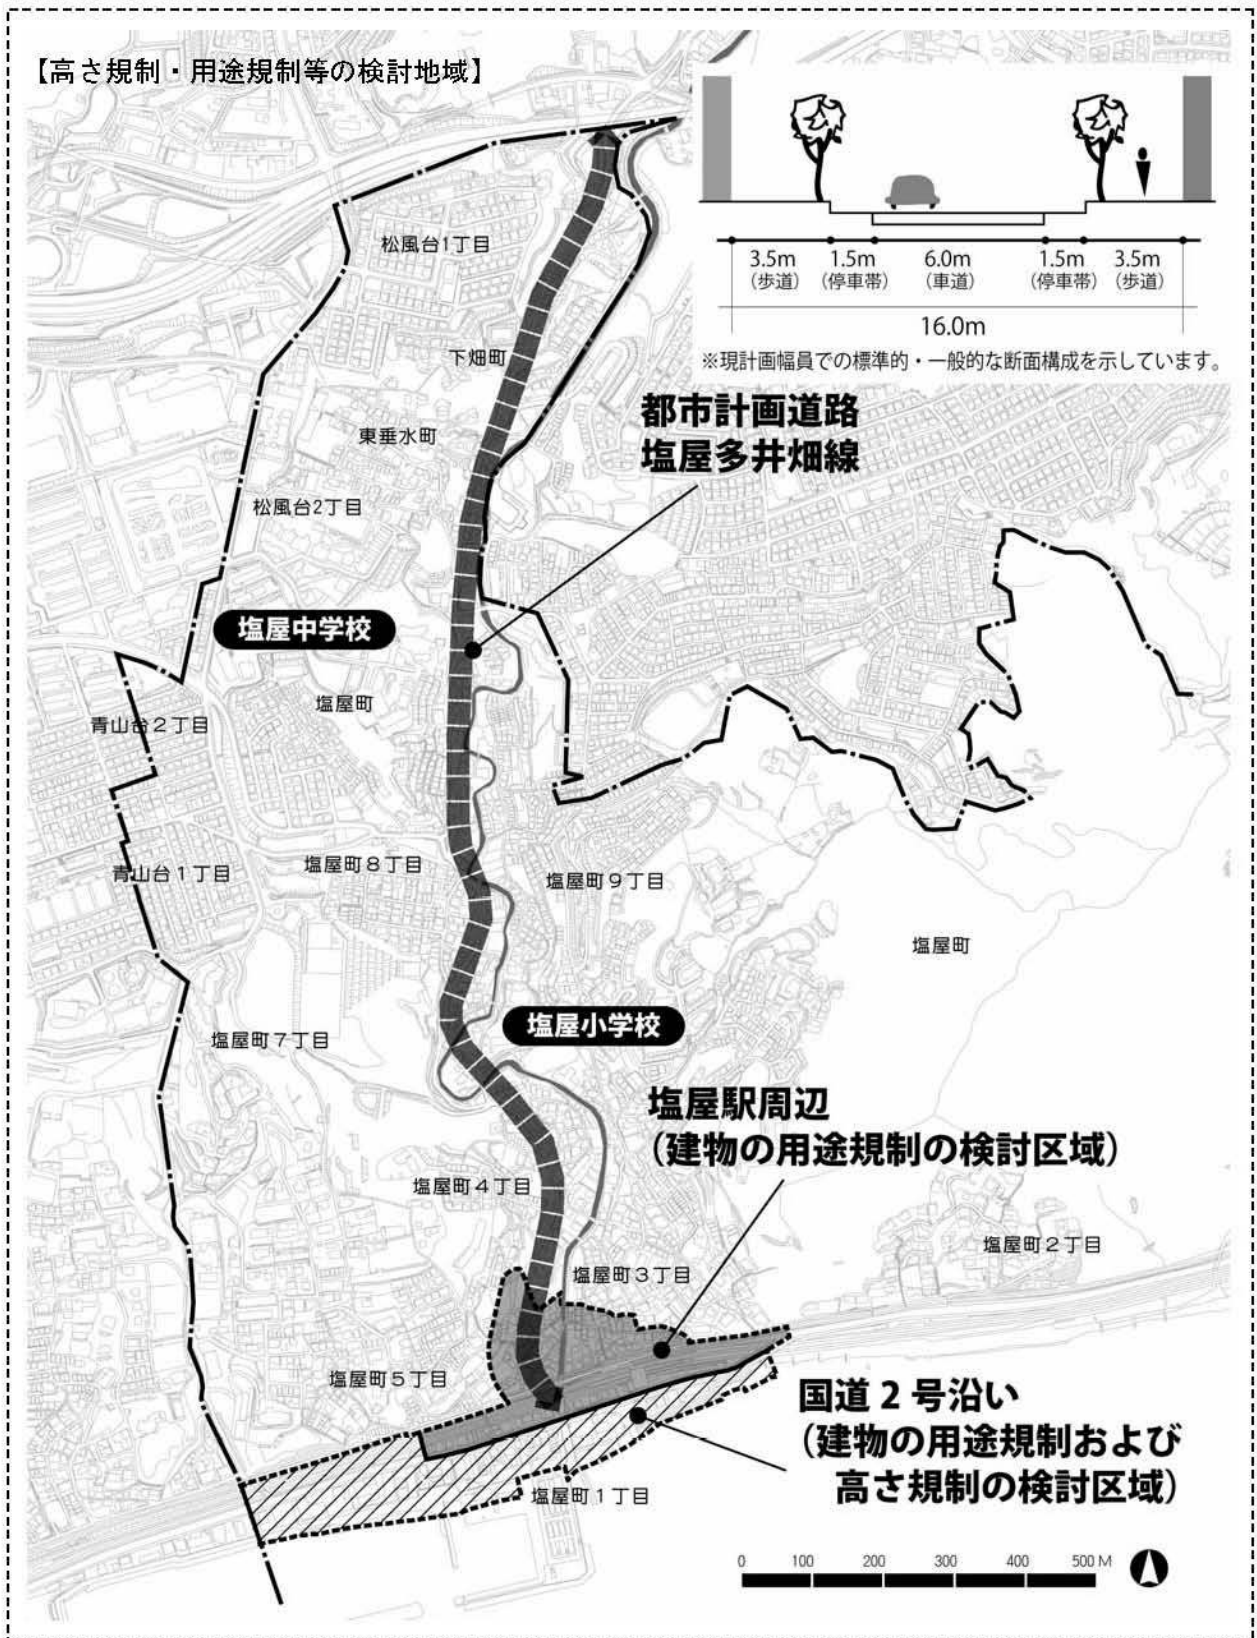 【高さ規制・用途規制等の検討地域】
3.5m 1.5m 6.0m 1.5m 3.5m
(歩道) (停車帯) (車道) (停車帯) (歩道)
16.0m
※現計画幅員での標準的・一般的な断面構成を示しています。
松風台1丁目
下畑町
都市計画道路
塩屋多井畑線
東垂水町
松風台2丁目
塩屋中学校
塩屋町
青山台２丁目
塩屋町８丁目
青山台１丁目
塩屋町９丁目
塩屋町
塩屋小学校
塩屋町７丁目
塩屋駅周辺
(建物の用途規制の検討区域)
塩屋町４丁目
塩屋町２丁目
塩屋町３丁目
塩屋町５丁目
国道２号沿い
(建物の用途規制および
高さ規制の検討区域)
塩屋町１丁目
0 100 200 300 400 500 M